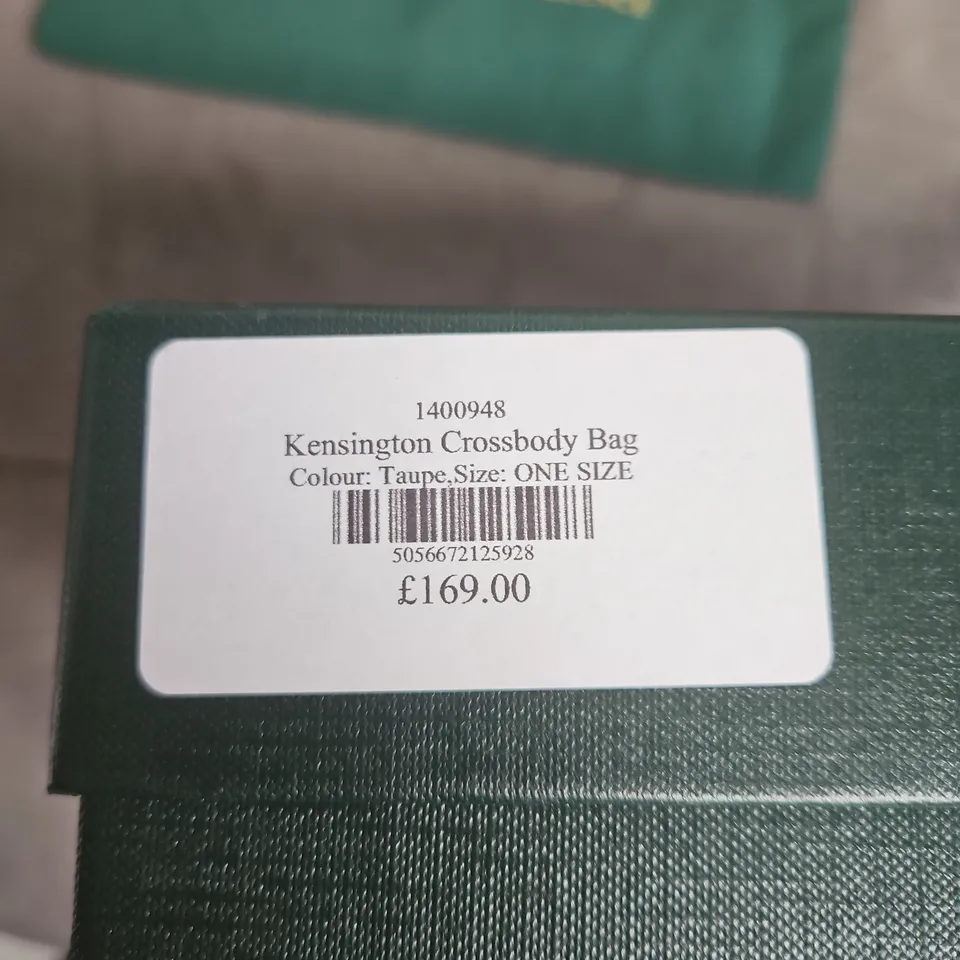 1400948
Kensington Crossbody Bag
Colour: Taupe,Size: ONE SIZE
5056672125928
£169.00